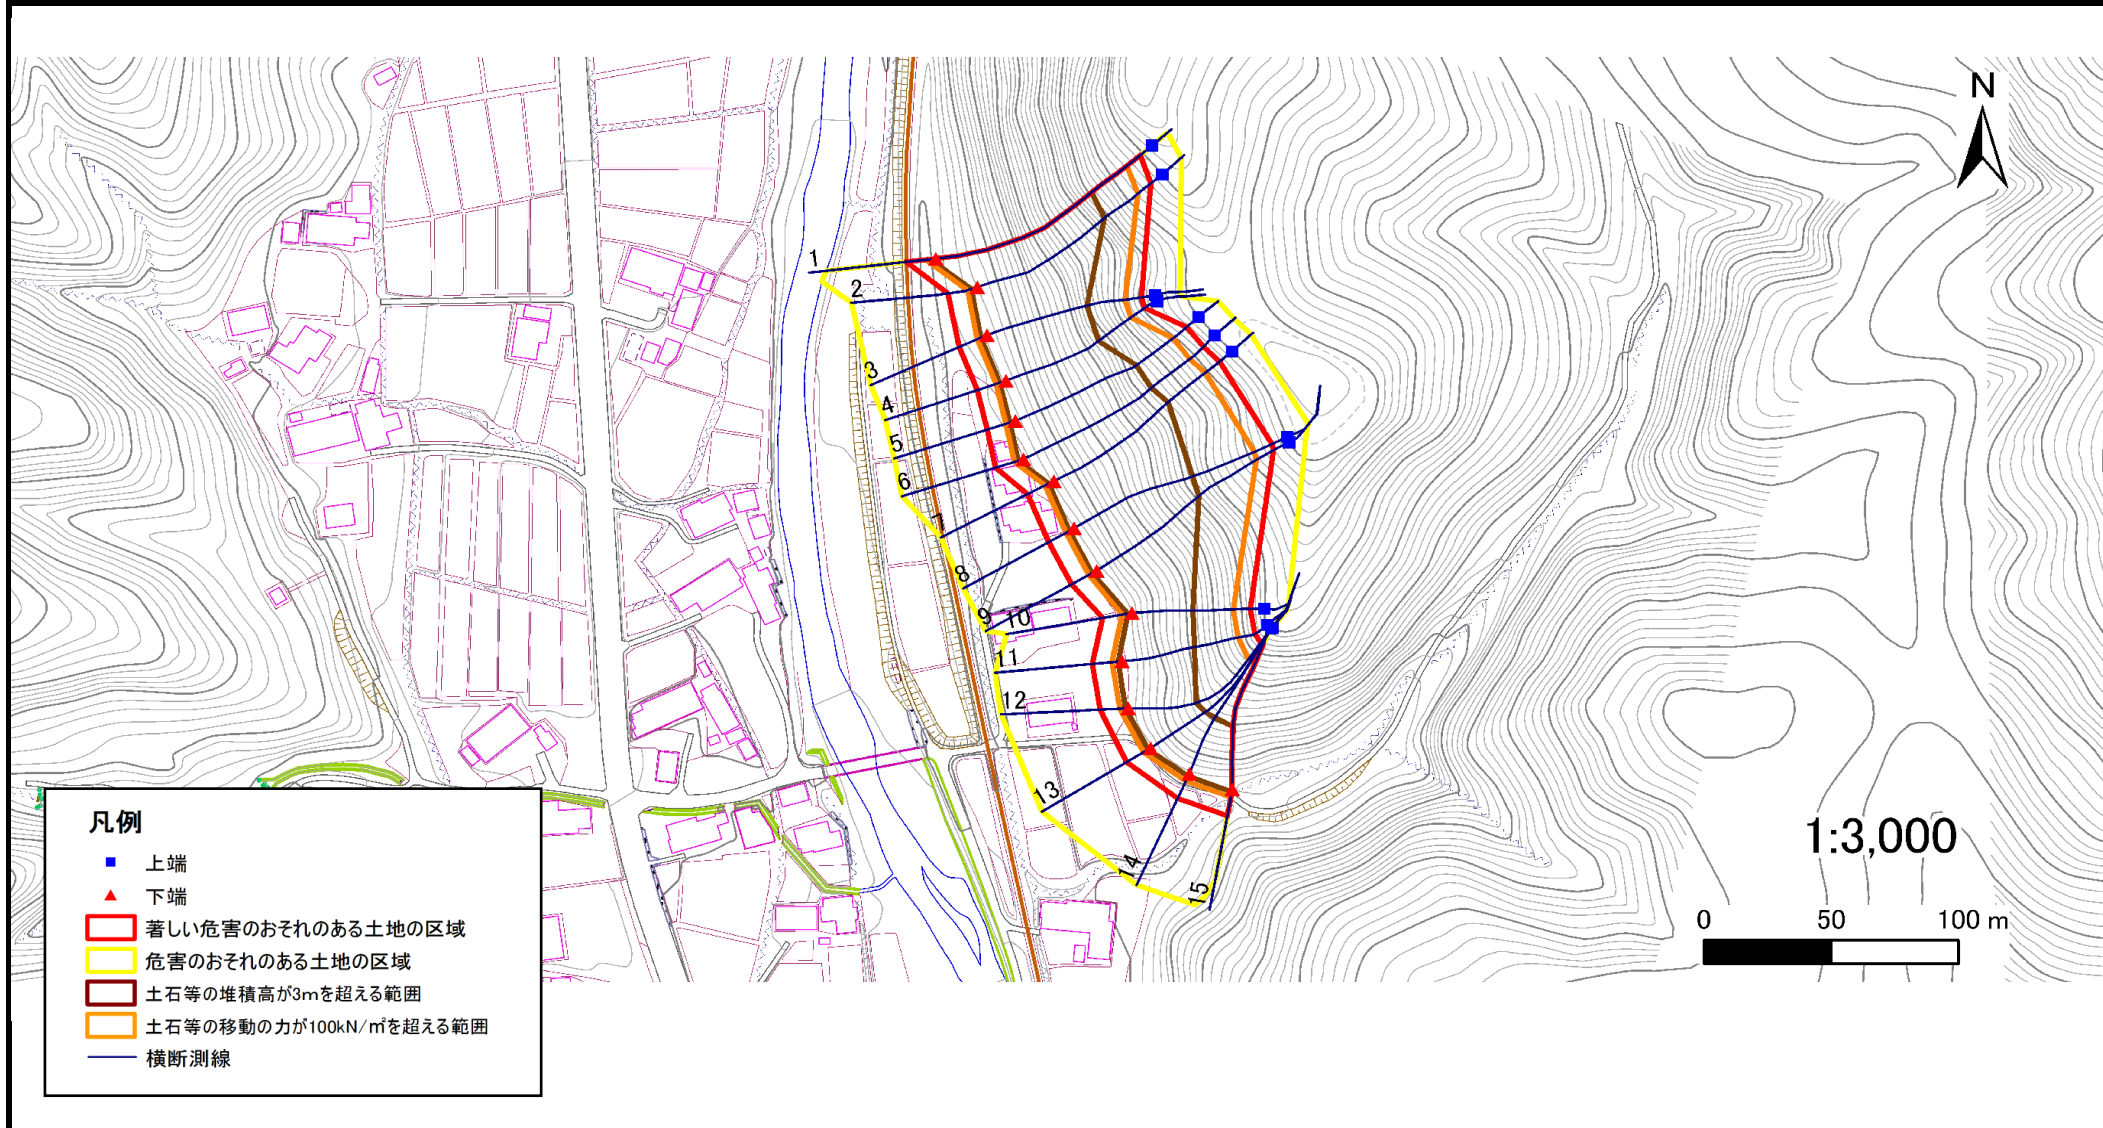 N
1
2
3
4
5
6
7
8
9
10
11
12
13
14
15
1:3,000
0 50 100 m
凡例
上端
下端
著しい危害のおそれのある土地の区域
危害のおそれのある土地の区域
土石等の堆積高が3mを超える範囲
土石等の移動の力が100kN/㎡を超える範囲
横断測線